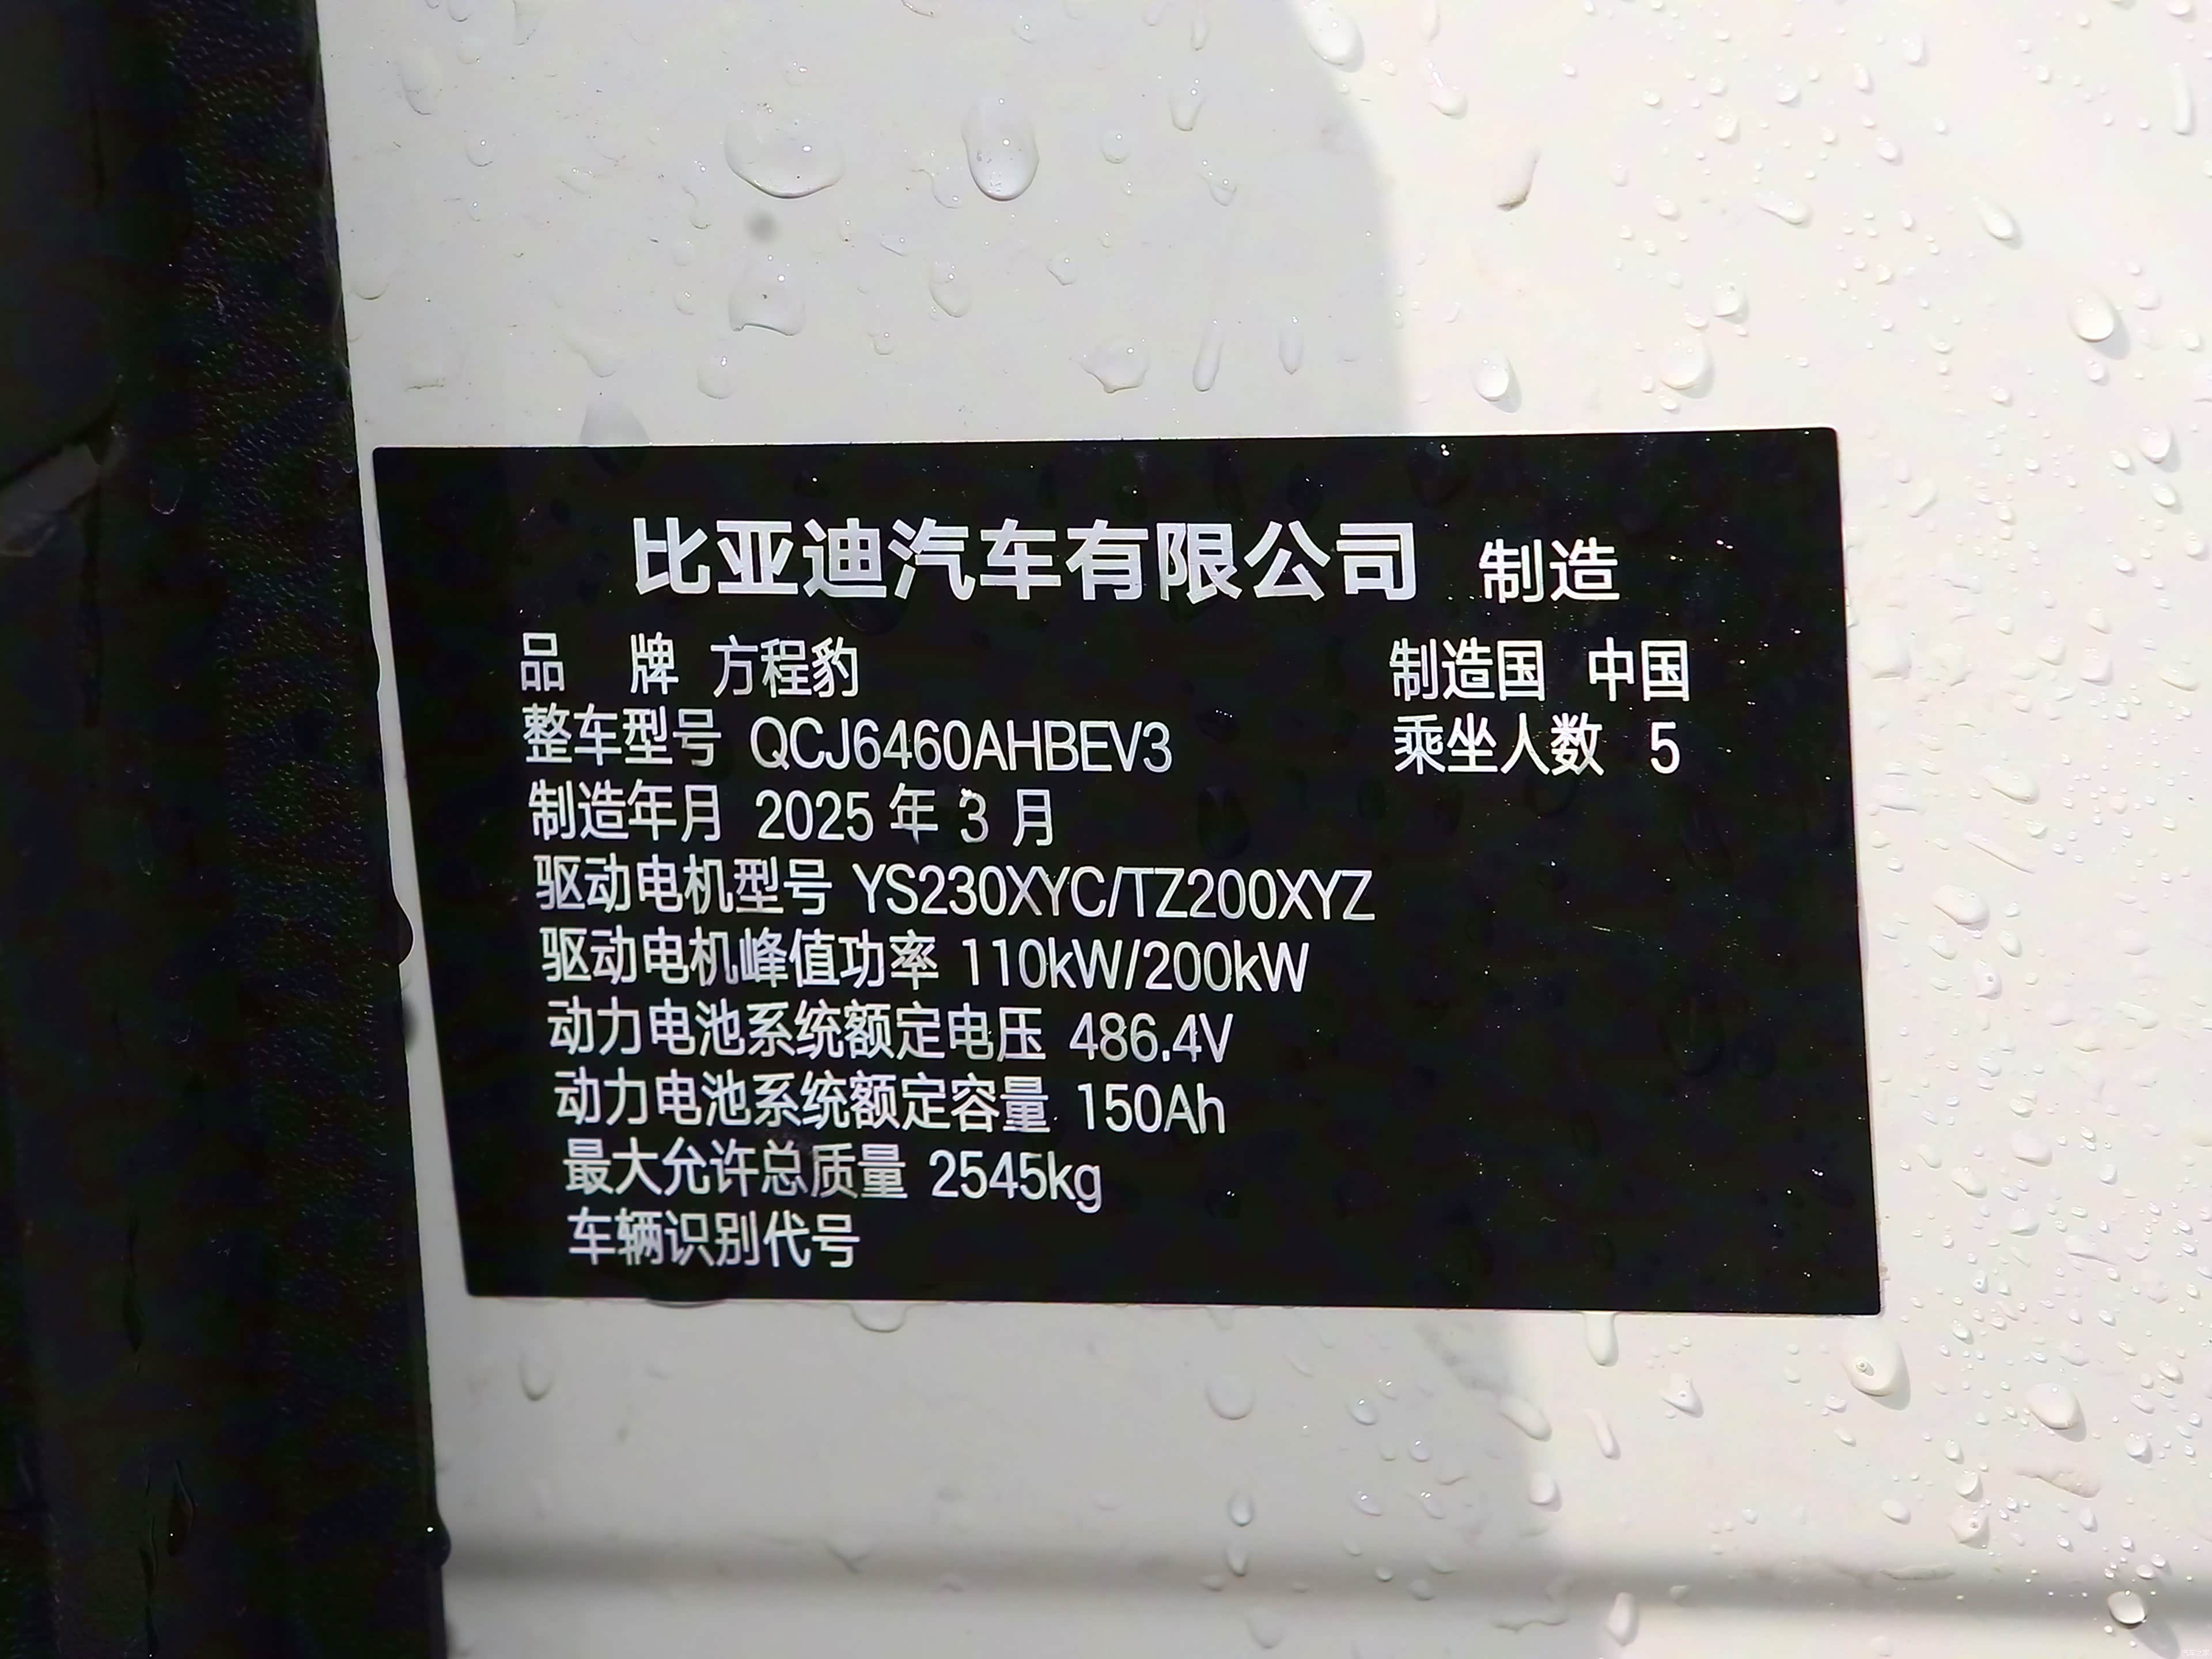 比亚迪汽车有限公司 制造
品 牌 方程豹 制造国 中国
整车型号 QCJ6460AHBEV3 乘坐人数 5
制造年月 2025 年 3 月
驱动电机型号 YS230XYC/TZ200XYZ
驱动电机峰值功率 110kW/200kW
动力电池系统额定电压 486.4V
动力电池系统额定容量 150Ah
最大允许总质量 2545kg
车辆识别代号